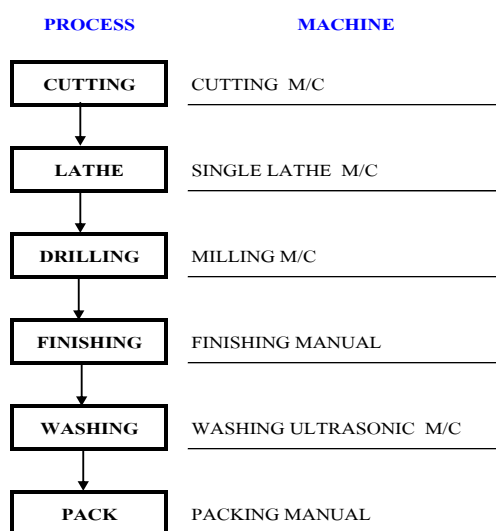 PROCESS MACHINE
CUTTING CUTTING M/C
LATHE SINGLE LATHE M/C
DRILLING MILLING M/C
FINISHING FINISHING MANUAL
WASHING WASHING ULTRASONIC M/C
PACK PACKING MANUAL